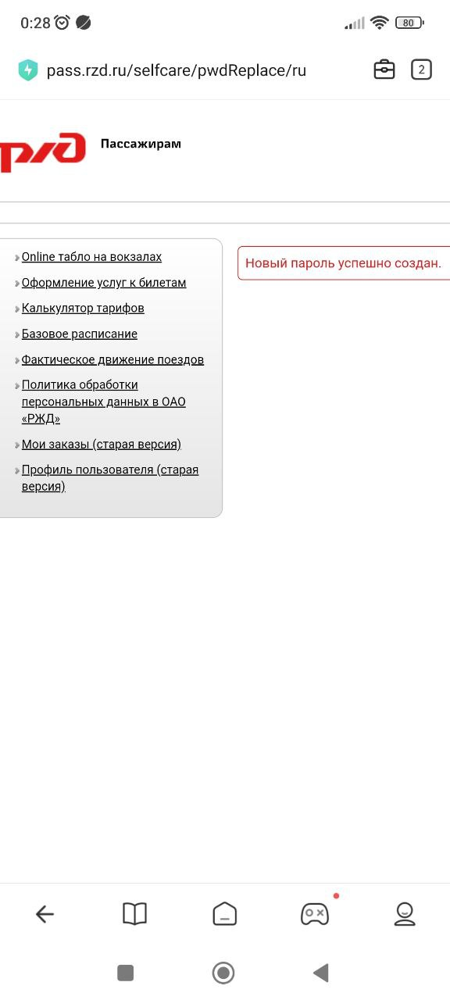 0:28
80
pass.rzd.ru/selfcare/pwdReplace/ru
2
ржд
Пассажирам
Online табло на вокзалах
Новый пароль успешно создан.
Оформление услуг к билетам
Калькулятор тарифов
Базовое расписание
Фактическое движение поездов
Политика обработки
персональных данных в ОАО
«РЖД»
Мои заказы (старая версия)
Профиль пользователя (старая
версия)